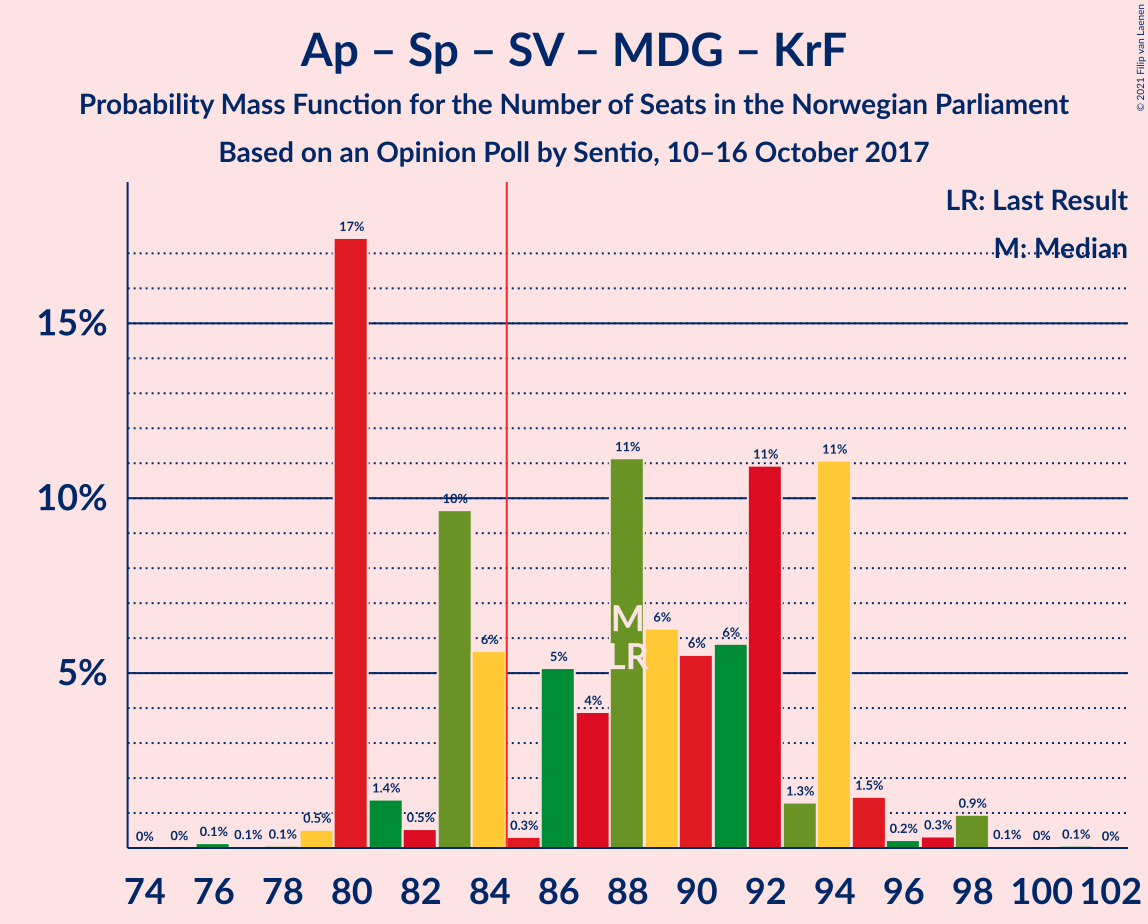 Ap – Sp – SV – MDG – KrF
Probability Mass Function for the Number of Seats in the Norwegian Parliament
Based on an Opinion Poll by Sentio, 10–16 October 2017
© 2021 Filip van Laenen
LR: Last Result
M: Median
15%
10%
5%
0% 0% 0.1% 0.1% 0.1% 0.5% 17% 1.4% 0.5% 10% 6% 0.3% 5% 4% 11% 6% 6% 6% 11% 1.3% 11% 1.5% 0.2% 0.3% 0.9% 0.1% 0% 0.1% 0%
M
LR
74 76 78 80 82 84 86 88 90 92 94 96 98 100 102